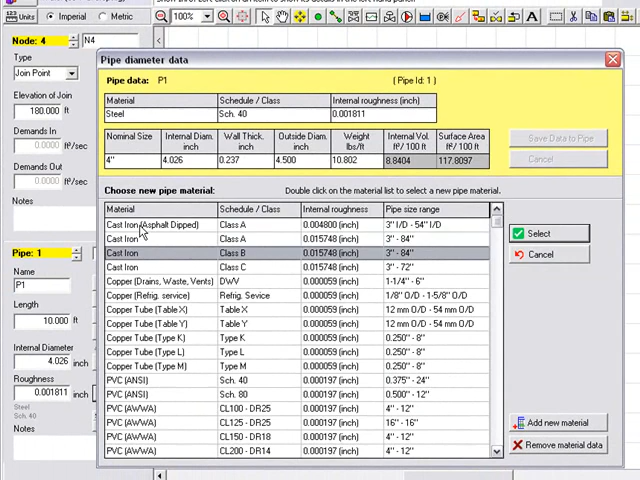 Units
Imperial
Metric
100%
Node: 4
N4
Type
Join Point
Elevation of Join
180.000 ft
Demands In
0.0000 ft³/sec
Demands Out
0.0000 ft³/sec
Notes
Pipe: 1
Name
P1
Length
10.000 ft
Internal Diameter
4.026 inch
Roughness
0.001811 inch
Steel
Sch. 40
Notes
Pipe diameter data
Pipe data: P1 ( Pipe Id: 1 )
Material Schedule / Class Internal roughness (inch)
Steel Sch. 40 0.001811
Nominal Size Internal Diam. inch Wall Thick. inch Outside Diam. inch Weight lbs/ft Internal Vol. ft³/ 100 ft Surface Area ft²/ 100 ft
4" 4.026 0.237 4.500 10.802 8.8404 117.8097
Save Data to Pipe
Cancel
Choose new pipe material: Double click on the material list to select a new pipe material.
Material Schedule / Class Internal roughness Pipe size range
Cast Iron (Asphalt Dipped) Class A 0.004800 (inch) 3" I/D - 54" I/D
Cast Iron Class A 0.015748 (inch) 3" - 84"
Cast Iron Class B 0.015748 (inch) 3" - 84"
Cast Iron Class C 0.015748 (inch) 3" - 72"
Copper (Drains, Waste, Vents) DWV 0.000059 (inch) 1-1/4" - 6"
Copper (Refrig. service) Refrig. Service 0.000059 (inch) 1/8" O/D - 1-5/8" O/D
Copper Tube (Table X) Table X 0.000059 (inch) 12 mm O/D - 54 mm O/D
Copper Tube (Table Y) Table Y 0.000059 (inch) 12 mm O/D - 54 mm O/D
Copper Tube (Type K) Type K 0.000059 (inch) 0.250" - 8"
Copper Tube (Type L) Type L 0.000059 (inch) 0.250" - 8"
Copper Tube (Type M) Type M 0.000059 (inch) 0.250" - 8"
PVC (ANSI) Sch. 40 0.000197 (inch) 0.375" - 24"
PVC (ANSI) Sch. 80 0.000197 (inch) 0.500" - 12"
PVC (AWWA) CL100 - DR25 0.000197 (inch) 4" - 12"
PVC (AWWA) CL125 - DR25 0.000197 (inch) 16" - 16"
PVC (AWWA) CL150 - DR18 0.000197 (inch) 4" - 12"
PVC (AWWA) CL200 - DR14 0.000197 (inch) 4" - 12"
Select
Cancel
Add new material
Remove material data